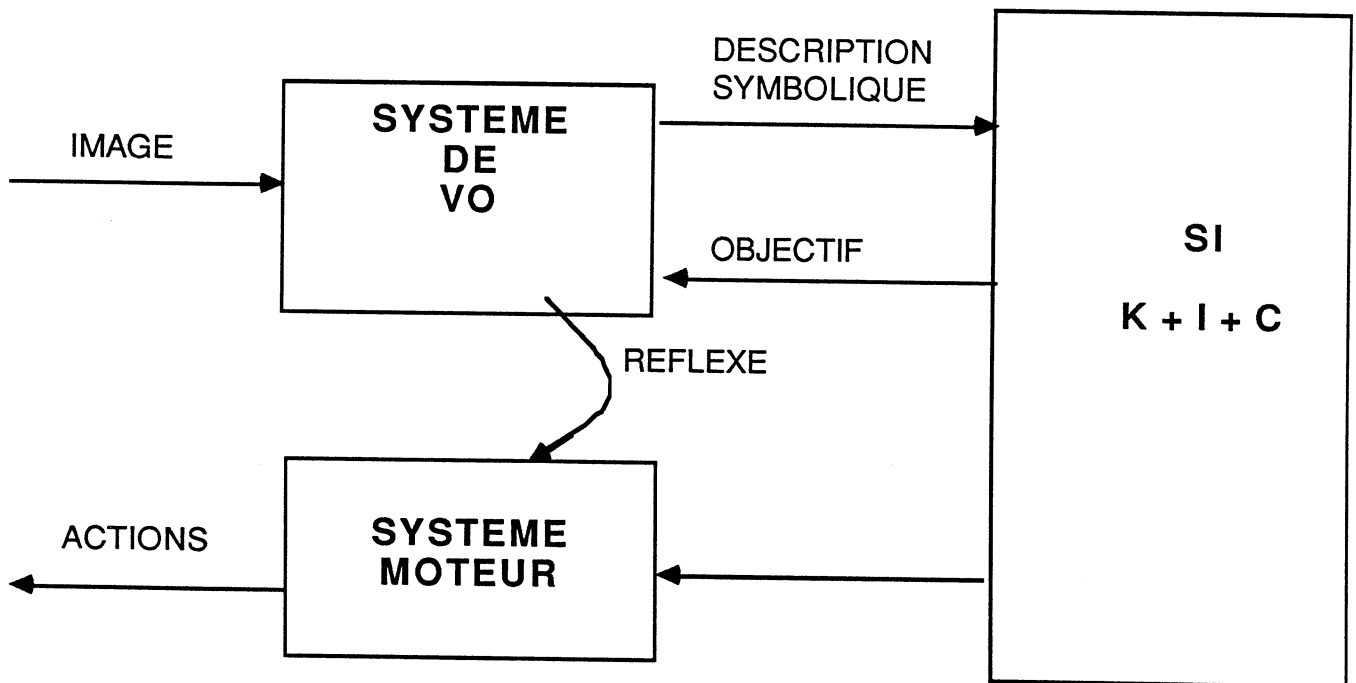 DESCRIPTION
SYMBOLIQUE
IMAGE
SYSTEME
DE
VO
OBJECTIF
SI
K + I + C
REFLEXE
ACTIONS
SYSTEME
MOTEUR